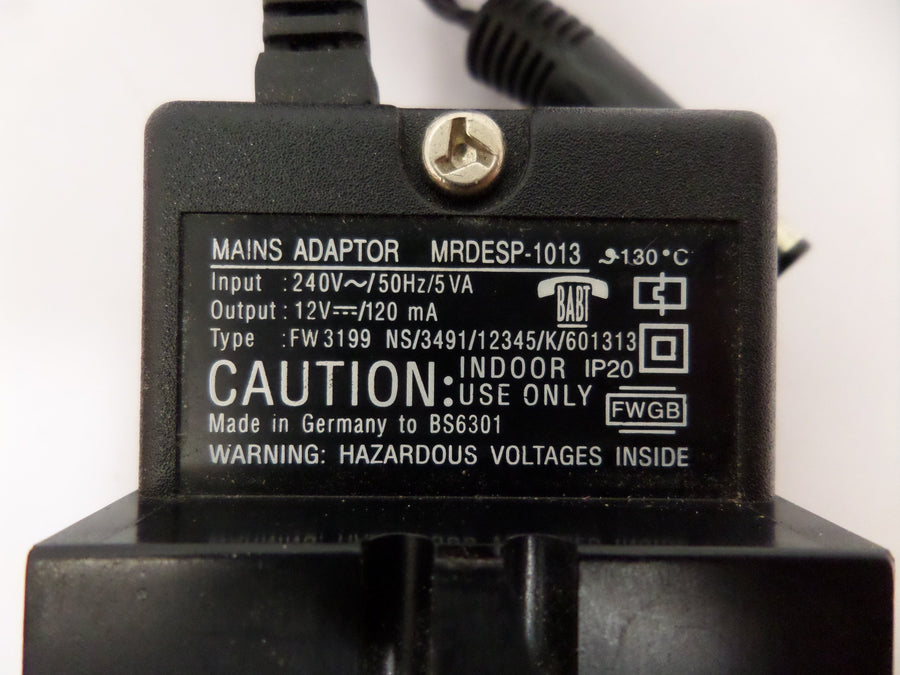 MAINS ADAPTOR MRDESP-1013 ϑ130°C
Input : 240V~/50Hz/5VA
Output : 12V⎓/120 mA
BABT
Type : FW3199 NS/3491/12345/K/601313
CAUTION: INDOOR IP20
USE ONLY
FWGB
Made in Germany to BS6301
WARNING: HAZARDOUS VOLTAGES INSIDE